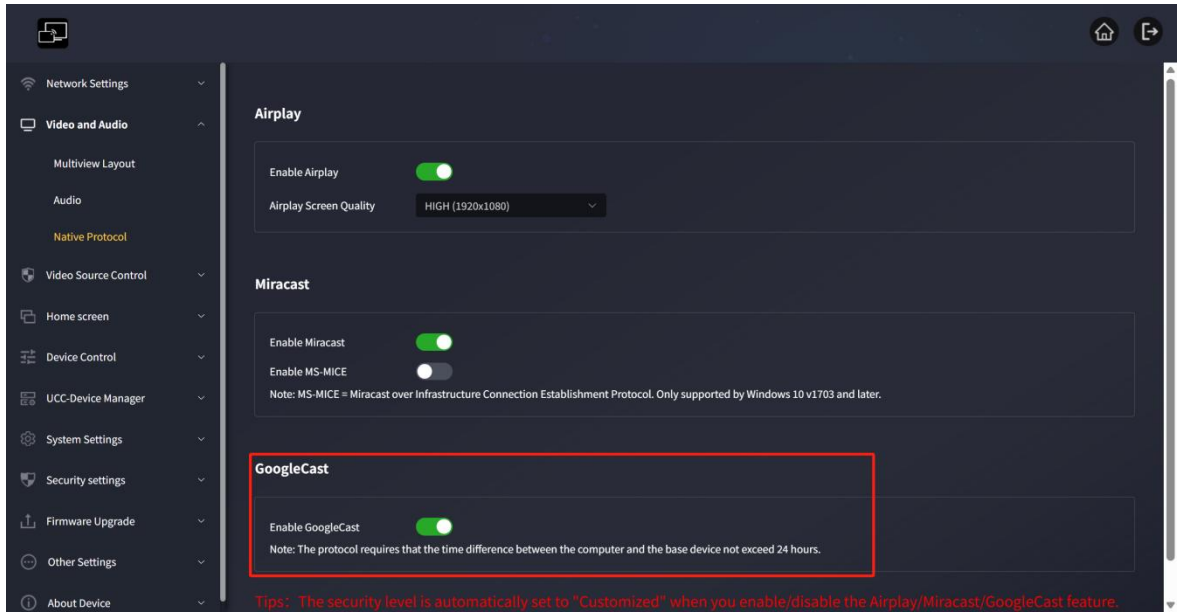 Network Settings
Video and Audio
Multiview Layout
Audio
Native Protocol
Video Source Control
Home screen
Device Control
UCC-Device Manager
System Settings
Security settings
Firmware Upgrade
Other Settings
About Device
Airplay
Enable Airplay
Airplay Screen Quality HIGH (1920x1080)
Miracast
Enable Miracast
Enable MS-MICE
Note: MS-MICE = Miracast over Infrastructure Connection Establishment Protocol. Only supported by Windows 10 v1703 and later.
GoogleCast
Enable GoogleCast
Note: The protocol requires that the time difference between the computer and the base device not exceed 24 hours.
Tips： The security level is automatically set to "Customized" when you enable/disable the Airplay/Miracast/GoogleCast feature.